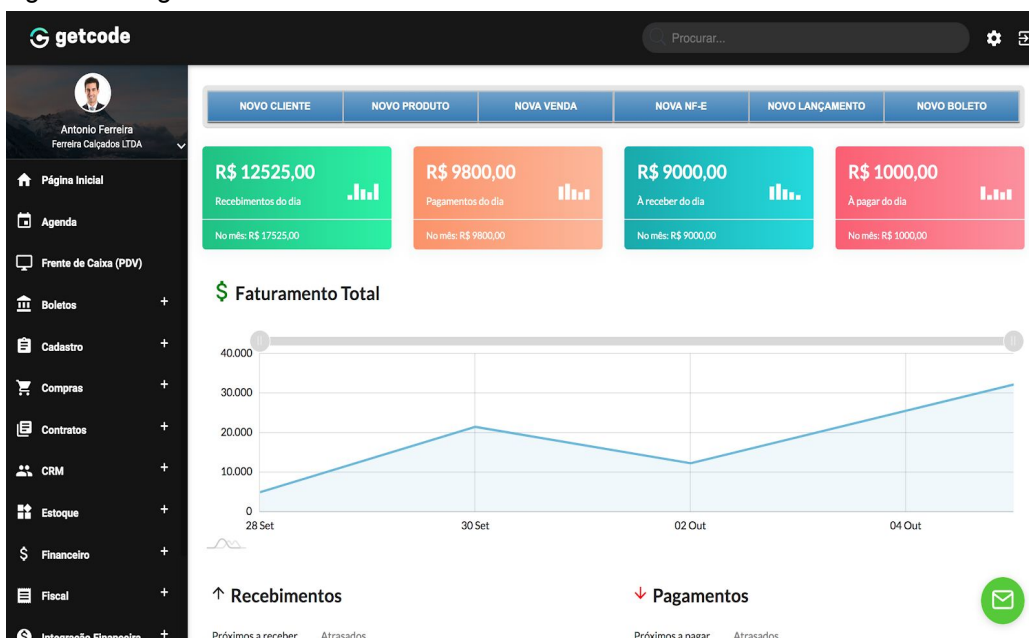 getcode
Procurar...
Antonio Ferreira
Ferreira Calçados LTDA
Página Inicial
Agenda
Frente de Caixa (PDV)
Boletos +
Cadastro +
Compras +
Contratos +
CRM +
Estoque +
Financeiro +
Fiscal +
Integração Financeira +
NOVO CLIENTE NOVO PRODUTO NOVA VENDA NOVA NF-E NOVO LANÇAMENTO NOVO BOLETO
R$ 12525,00
Recebimentos do dia
No mês: R$ 17525,00
R$ 9800,00
Pagamentos do dia
No mês: R$ 9800,00
R$ 9000,00
À receber do dia
No mês: R$ 9000,00
R$ 1000,00
À pagar do dia
No mês: R$ 1000,00
$ Faturamento Total
40.000
30.000
20.000
10.000
0
28 Set 30 Set 02 Out 04 Out
Recebimentos
Próximos a receber Atrasados
Pagamentos
Próximos a pagar Atrasados